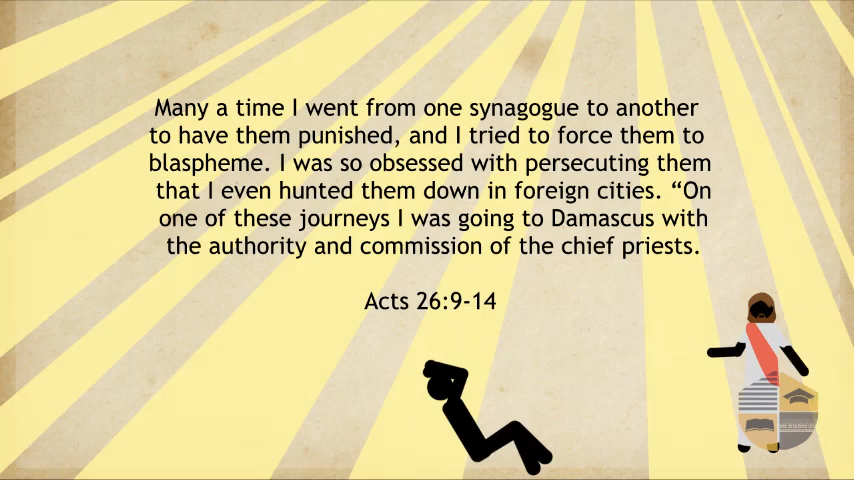 Many a time I went from one synagogue to another
to have them punished, and I tried to force them to
blaspheme. I was so obsessed with persecuting them
that I even hunted them down in foreign cities. “On
one of these journeys I was going to Damascus with
the authority and commission of the chief priests.
Acts 26:9-14